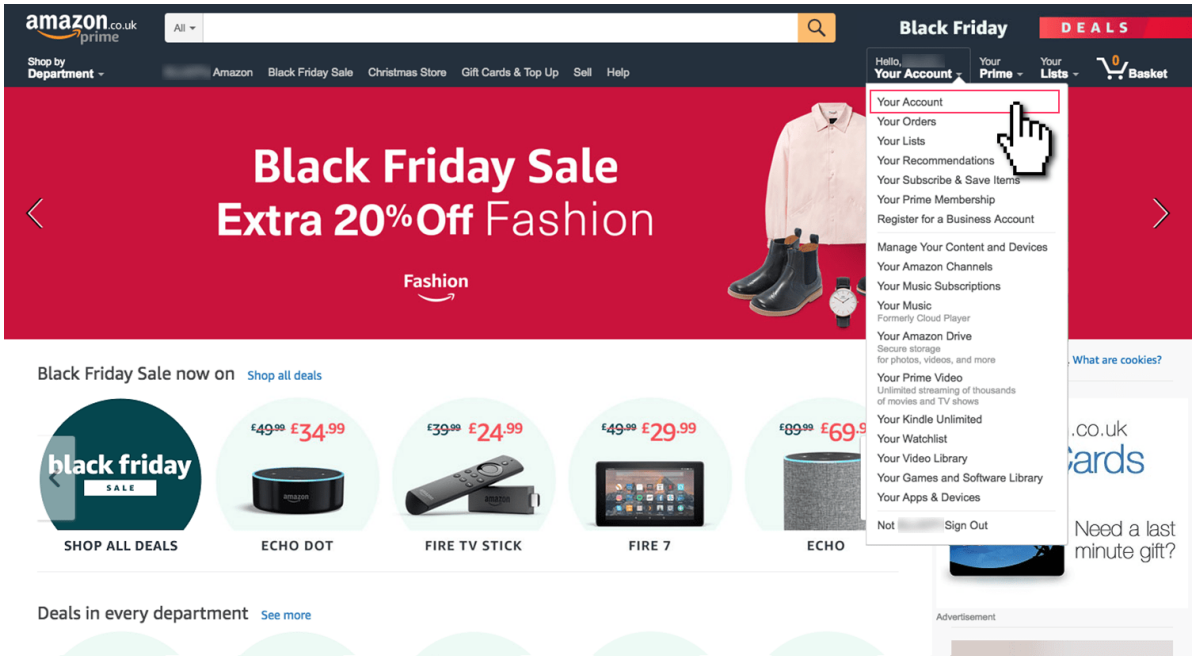 amazon.co.uk
prime
All
Black Friday
DEALS
Shop by
Department
Amazon
Black Friday Sale
Christmas Store
Gift Cards & Top Up
Sell
Help
Hello,
Your Account
Your
Prime
Your
Lists
0
Basket
Black Friday Sale
Extra 20% Off Fashion
Fashion
Your Account
Your Orders
Your Lists
Your Recommendations
Your Subscribe & Save Items
Your Prime Membership
Register for a Business Account
Manage Your Content and Devices
Your Amazon Channels
Your Music Subscriptions
Your Music
Formerly Cloud Player
Your Amazon Drive
Secure storage
for photos, videos, and more
Your Prime Video
Unlimited streaming of thousands
of movies and TV shows
Your Kindle Unlimited
Your Watchlist
Your Video Library
Your Games and Software Library
Your Apps & Devices
Not Sign Out
What are cookies?
Black Friday Sale now on
Shop all deals
black friday
SALE
£49.99 £34.99
£39.99 £24.99
£49.99 £29.99
£89.99 £69.9
amazon
amazon
SHOP ALL DEALS
ECHO DOT
FIRE TV STICK
FIRE 7
ECHO
.co.uk
ards
Need a last
minute gift?
Advertisement
Deals in every department
See more